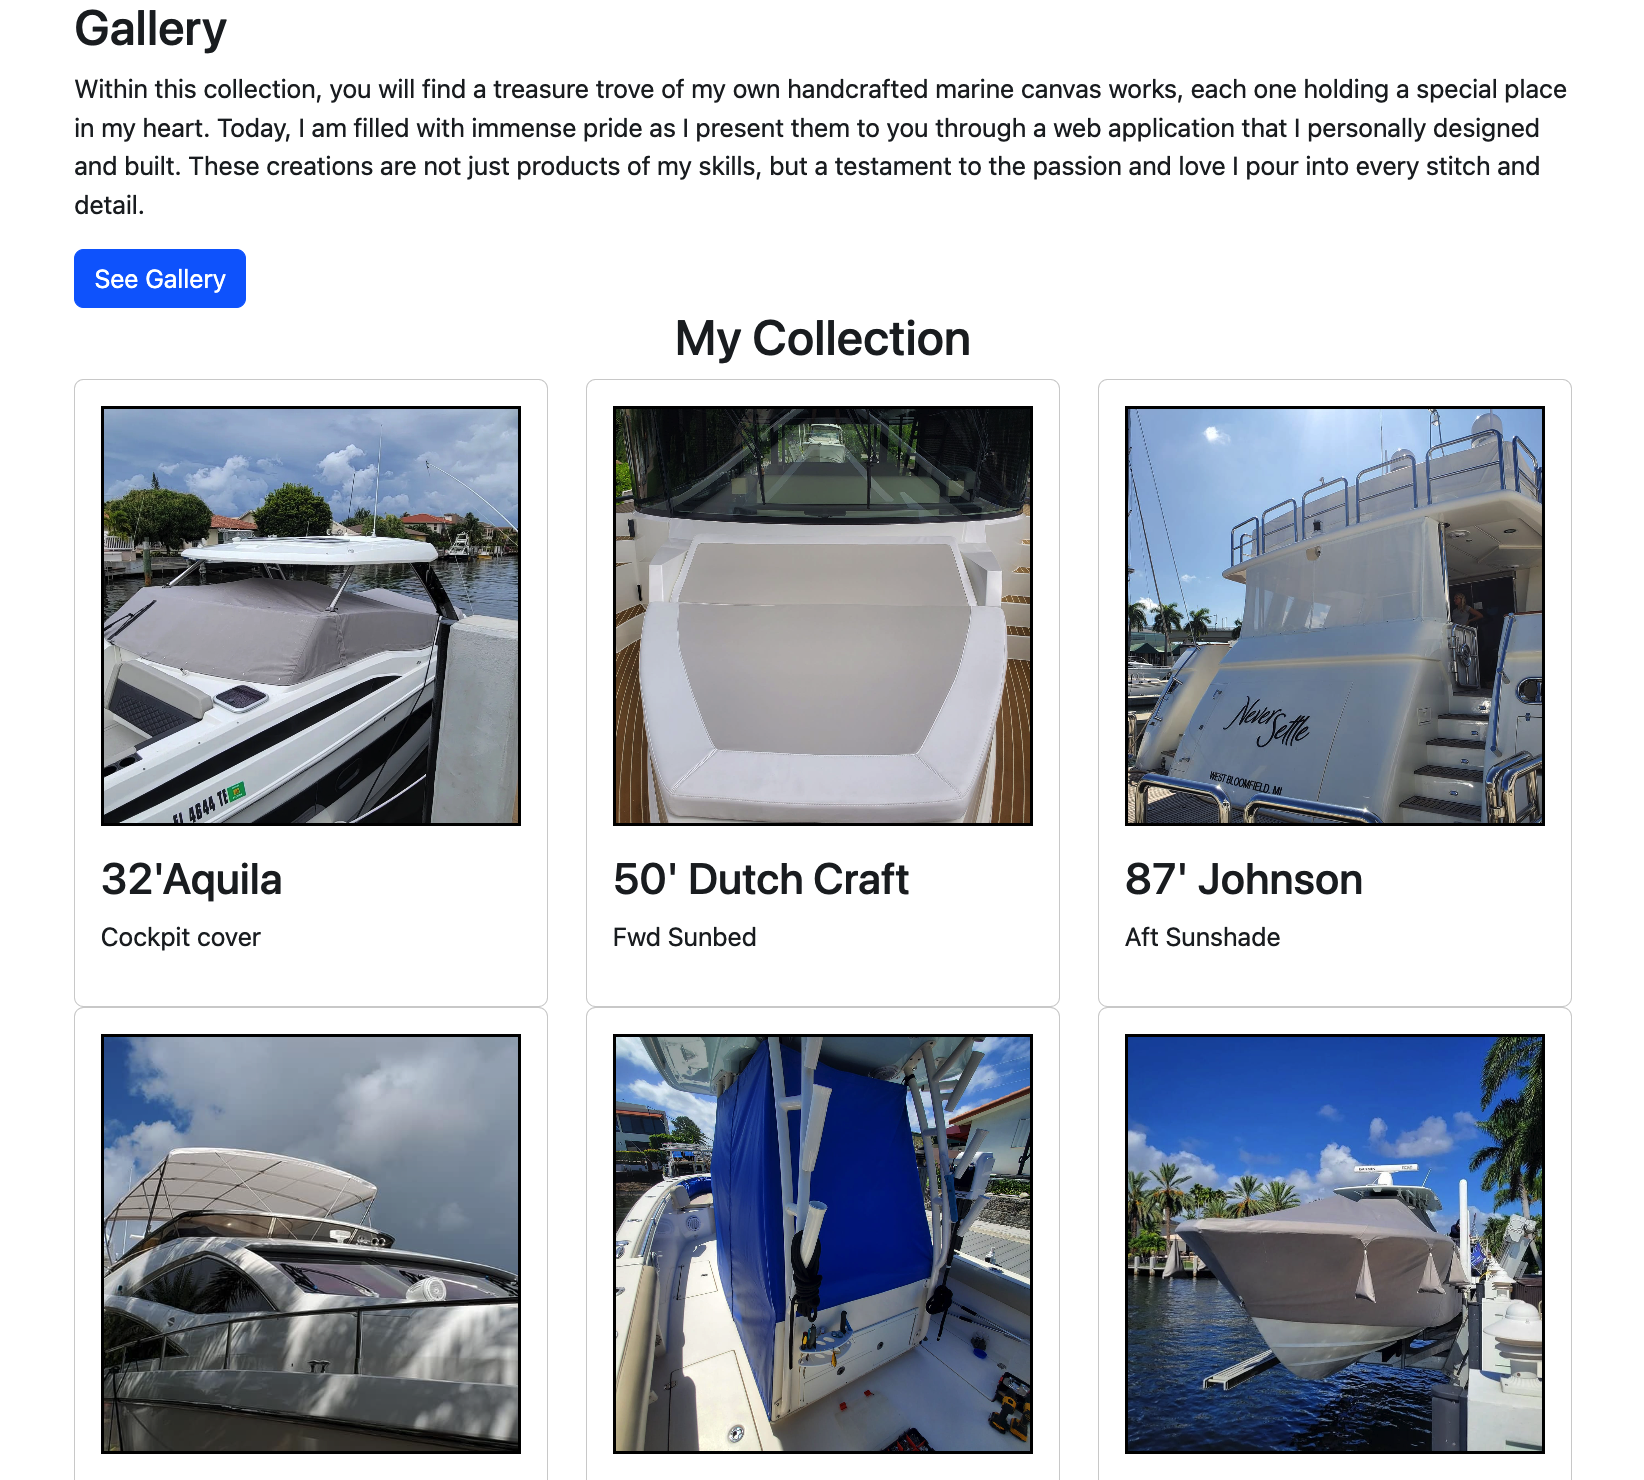 Gallery
Within this collection, you will find a treasure trove of my own handcrafted marine canvas works, each one holding a special place
in my heart. Today, I am filled with immense pride as I present them to you through a web application that I personally designed
and built. These creations are not just products of my skills, but a testament to the passion and love I pour into every stitch and
detail.
See Gallery
My Collection
FL 4644 TE
Never
Settle
WEST BLOOMFIELD, MI
32'Aquila
50' Dutch Craft
87' Johnson
Cockpit cover
Fwd Sunbed
Aft Sunshade